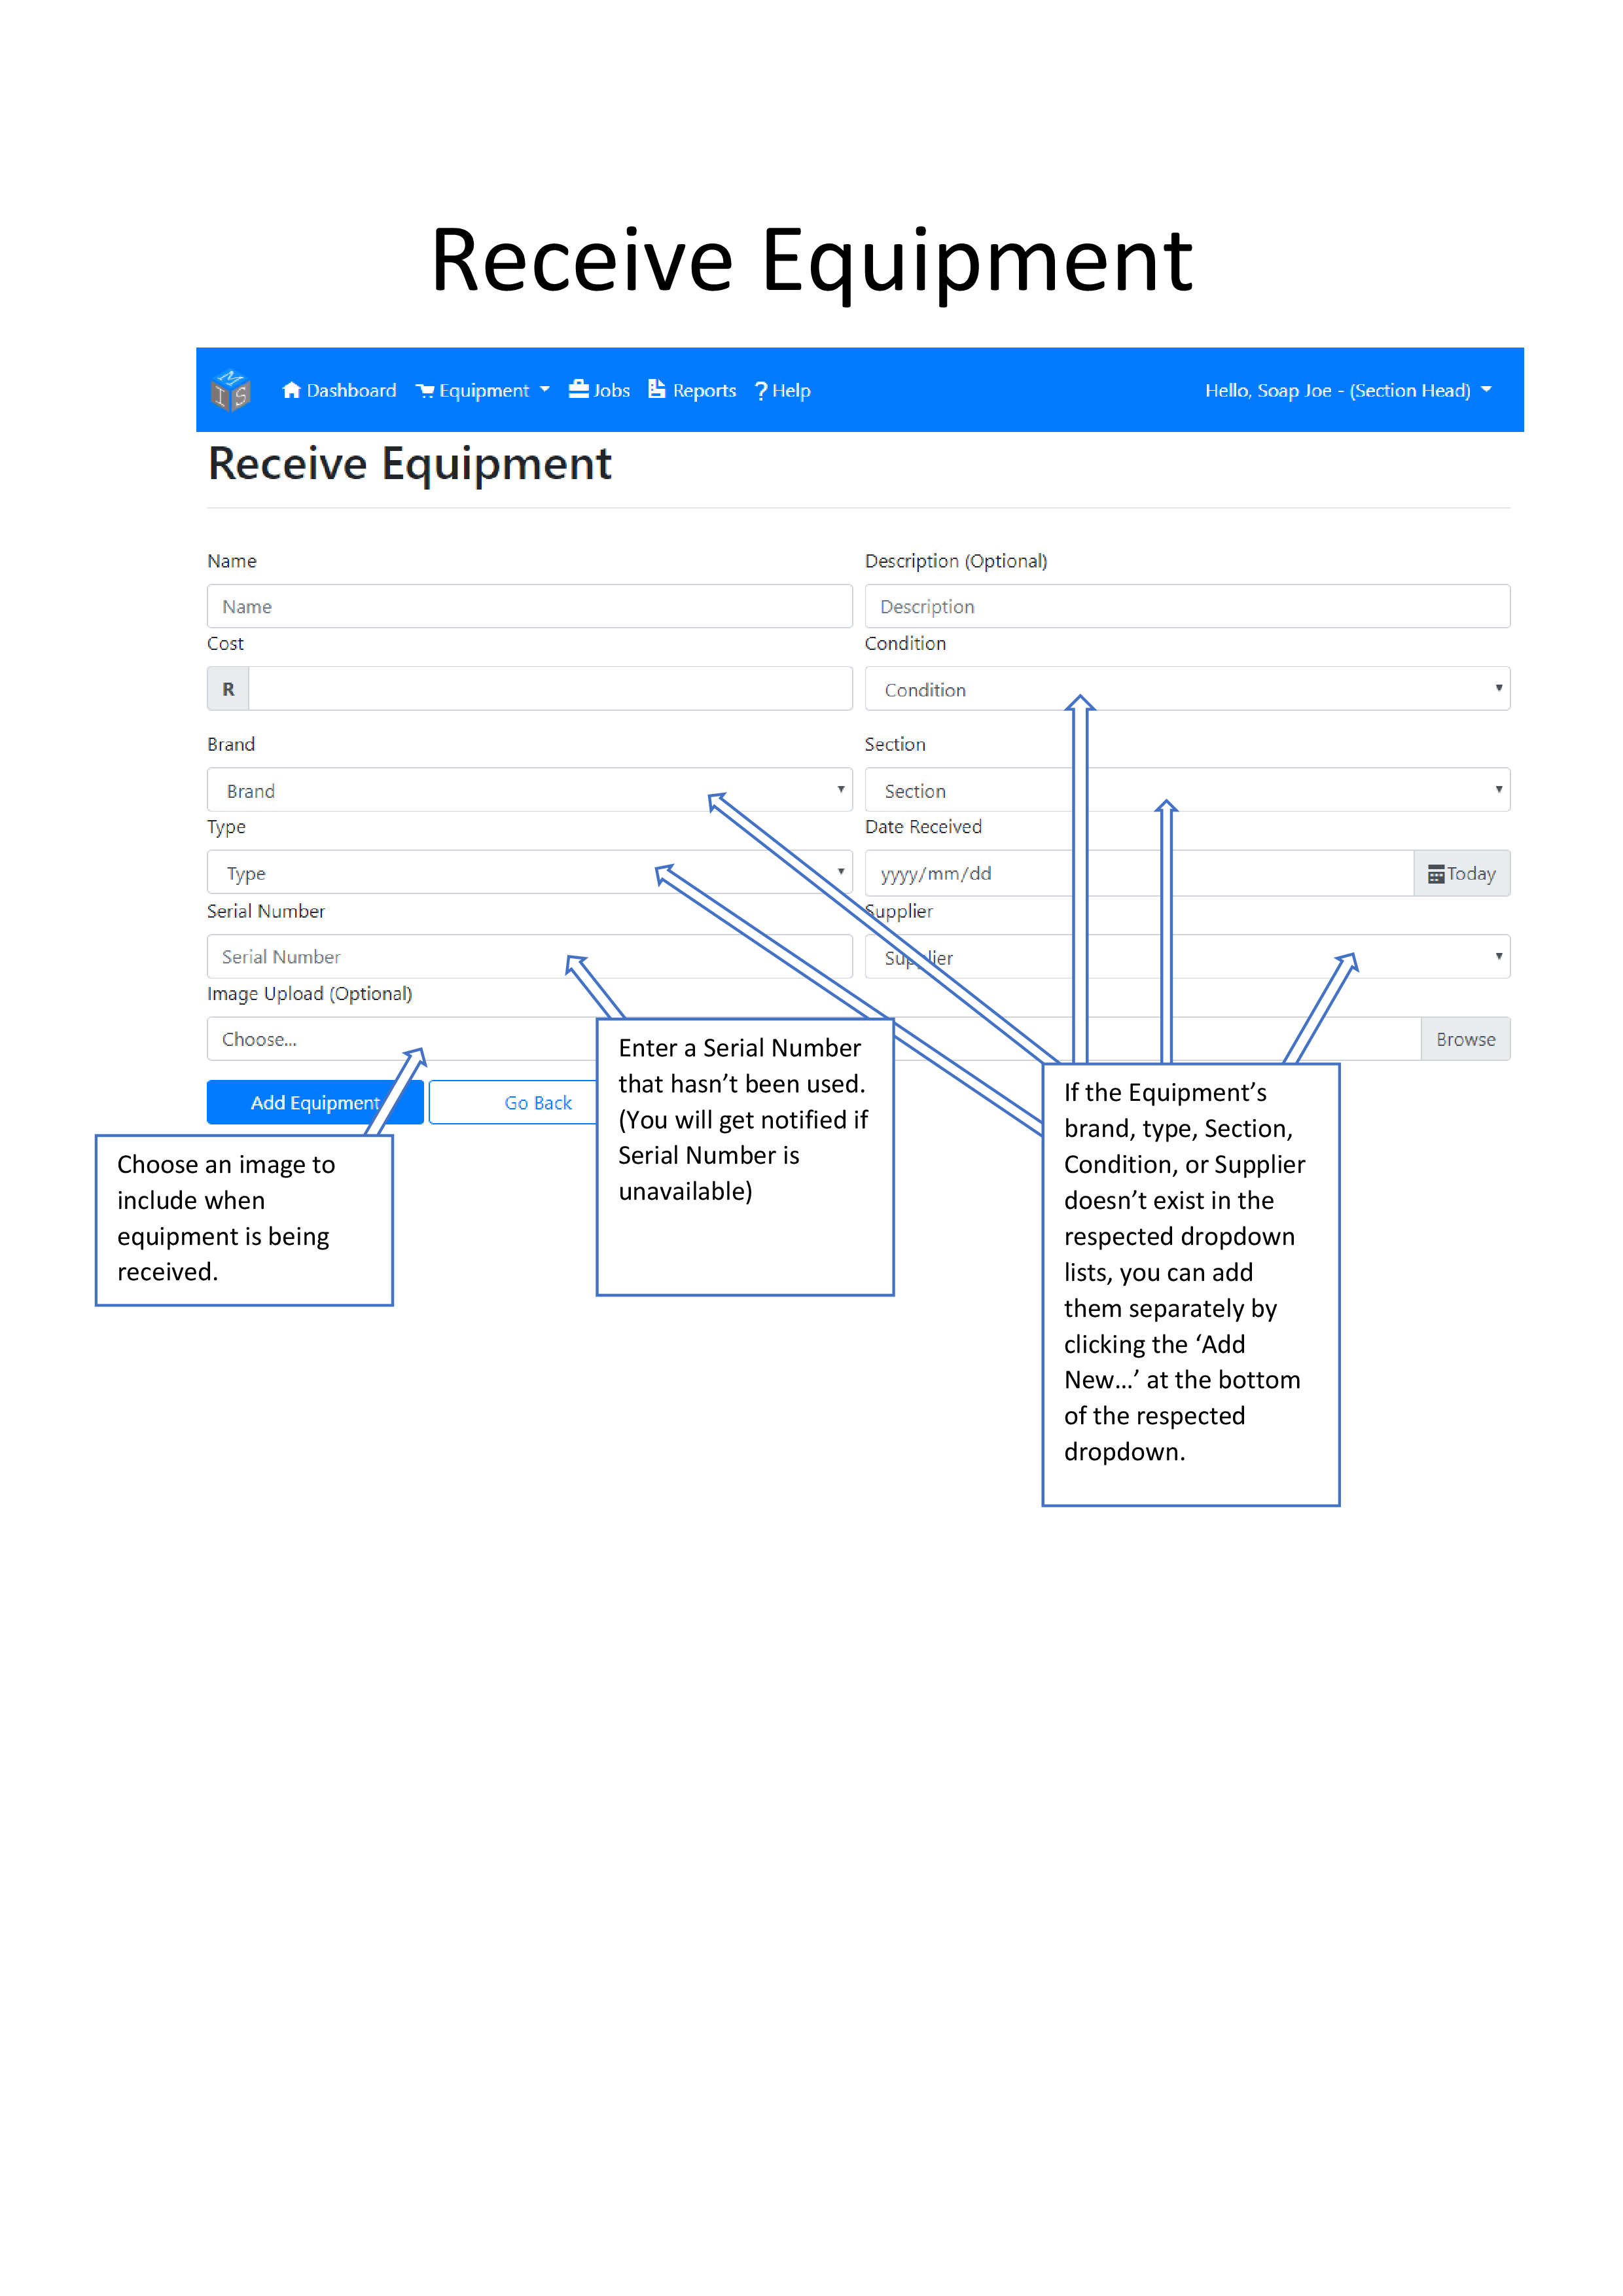 Receive Equipment
MIS
Dashboard Equipment Jobs Reports ? Help Hello, Soap Joe - (Section Head)
Receive Equipment
Name Description (Optional)
Name Description
Cost Condition
R Condition
Brand Section
Brand Section
Type Date Received
Type yyyy/mm/dd Today
Serial Number Supplier
Serial Number Supplier
Image Upload (Optional)
Choose... Browse
Add Equipment Go Back
Enter a Serial Number
that hasn’t been used.
(You will get notified if
Serial Number is
unavailable)
Choose an image to
include when
equipment is being
received.
If the Equipment’s
brand, type, Section,
Condition, or Supplier
doesn’t exist in the
respected dropdown
lists, you can add
them separately by
clicking the ‘Add
New…’ at the bottom
of the respected
dropdown.